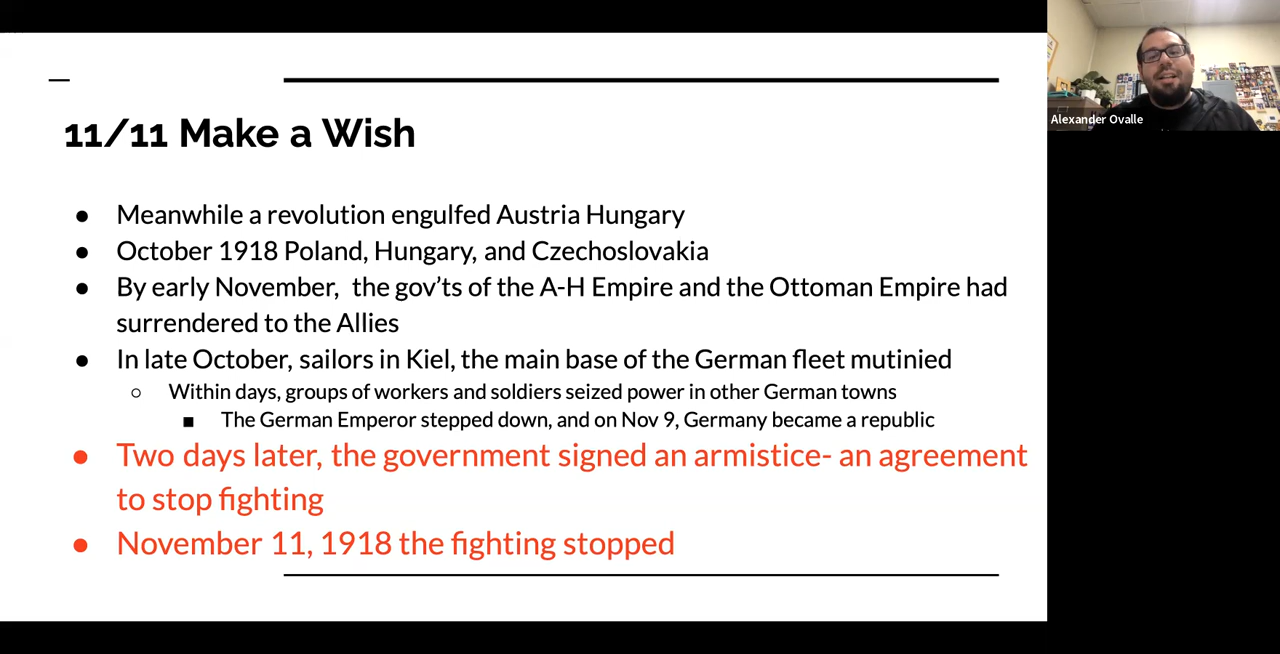 11/11 Make a Wish
● Meanwhile a revolution engulfed Austria Hungary
● October 1918 Poland, Hungary, and Czechoslovakia
● By early November,  the gov'ts of the A-H Empire and the Ottoman Empire had
surrendered to the Allies
● In late October, sailors in Kiel, the main base of the German fleet mutinied
○ Within days, groups of workers and soldiers seized power in other German towns
■ The German Emperor stepped down, and on Nov 9, Germany became a republic
● Two days later, the government signed an armistice- an agreement
to stop fighting
● November 11, 1918 the fighting stopped
Alexander Ovalle